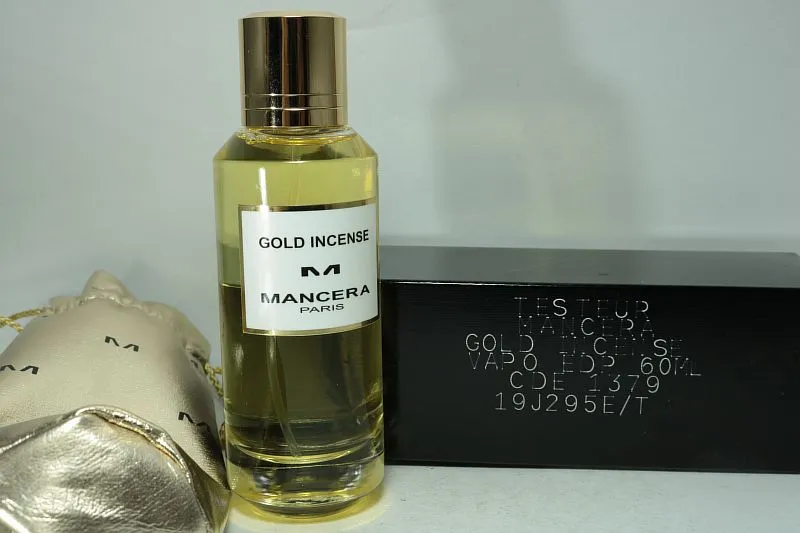 GOLD INCENSE
M
MANCERA
PARIS
TESTEUR
MANCERA
GOLD INCENSE
VAPO EDP 60ML
CDE 1379
19J295E/T
M
M
M